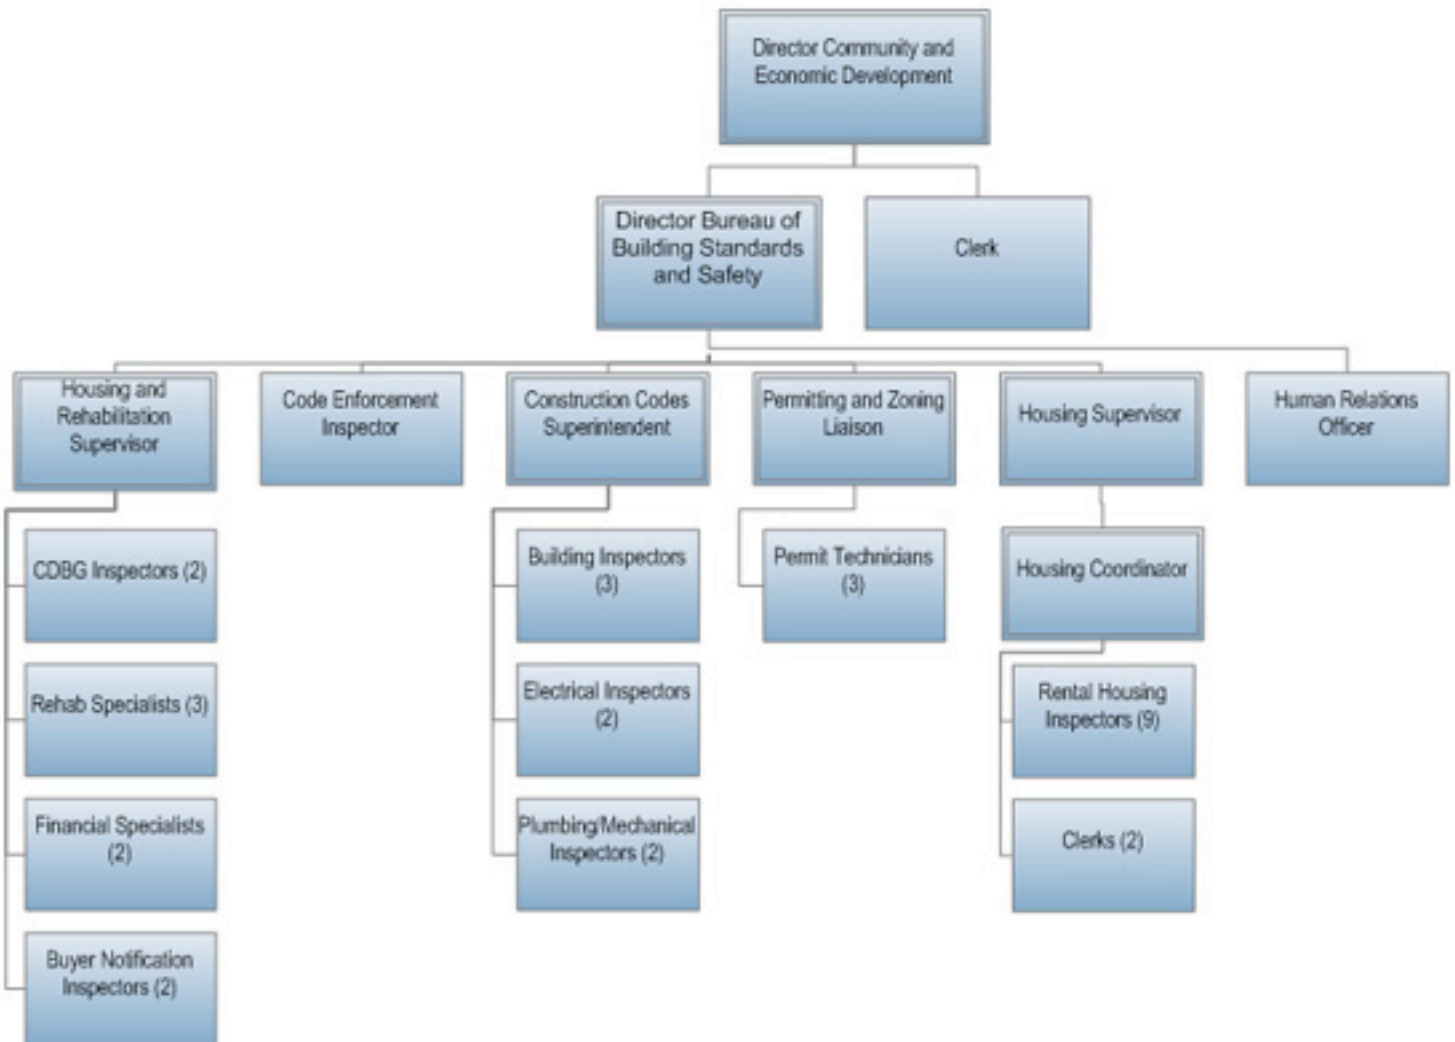 Director Community and
Economic Development
Director Bureau of
Building Standards
and Safety
Clerk
Housing and
Rehabilitation
Supervisor
Code Enforcement
Inspector
Construction Codes
Superintendent
Permitting and Zoning
Liaison
Housing Supervisor
Human Relations
Officer
CDBG Inspectors (2)
Rehab Specialists (3)
Financial Specialists
(2)
Buyer Notification
Inspectors (2)
Building Inspectors
(3)
Electrical Inspectors
(2)
Plumbing/Mechanical
Inspectors (2)
Permit Technicians
(3)
Housing Coordinator
Rental Housing
Inspectors (9)
Clerks (2)